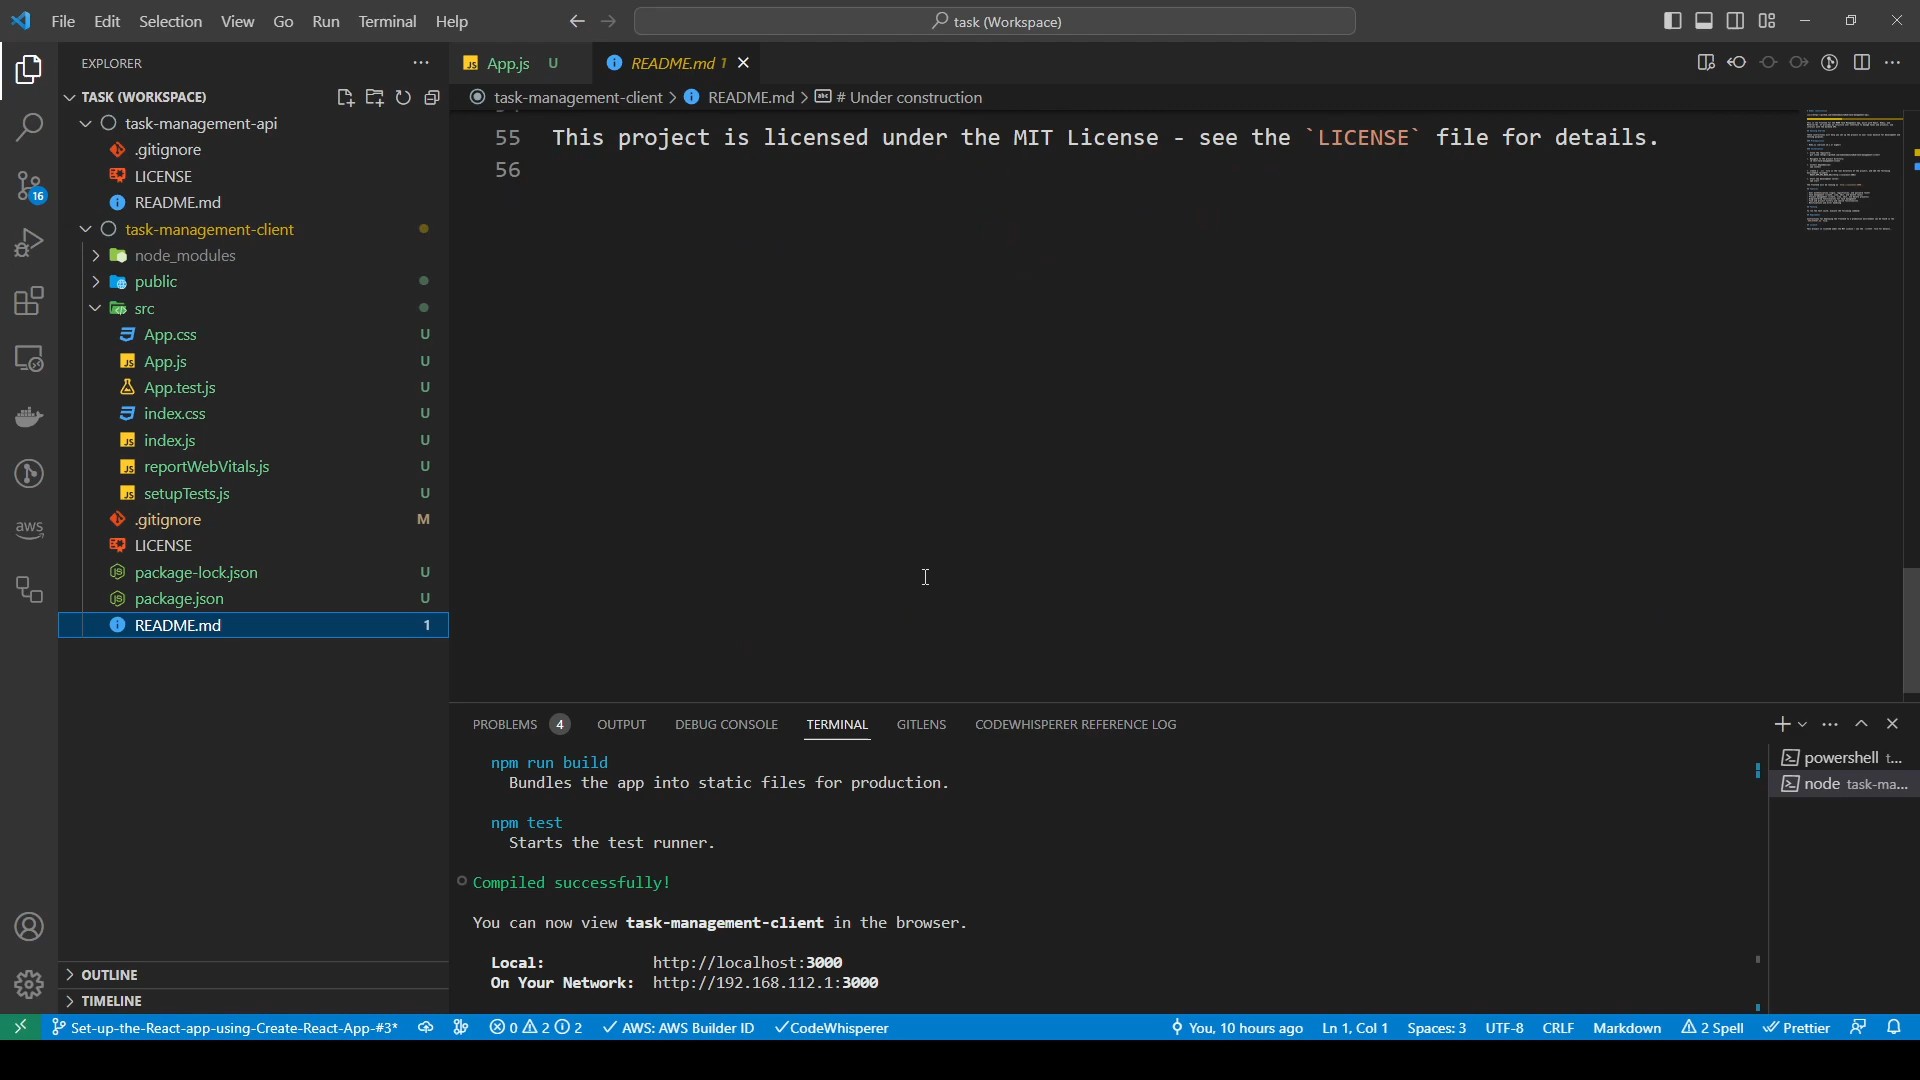 File Edit Selection View Go Run Terminal Help
task (Workspace)
EXPLORER
App.js U
README.md 1
TASK (WORKSPACE)
task-management-client > README.md > # Under construction
task-management-api
.gitignore
LICENSE
README.md
task-management-client
node_modules
public
src
App.css U
App.js U
App.test.js U
index.css U
index.js U
reportWebVitals.js U
setupTests.js U
.gitignore M
LICENSE
package-lock.json U
package.json U
README.md 1
OUTLINE
TIMELINE
16
aws
55 This project is licensed under the MIT License - see the `LICENSE` file for details.
56
PROBLEMS 4 OUTPUT DEBUG CONSOLE TERMINAL GITLENS CODEWHISPERER REFERENCE LOG
npm run build
Bundles the app into static files for production.
npm test
Starts the test runner.
Compiled successfully!
You can now view task-management-client in the browser.
Local: http://localhost:3000
On Your Network: http://192.168.112.1:3000
powershell t...
node task-ma...
Set-up-the-React-app-using-Create-React-App-#3* 0 2 2 AWS: AWS Builder ID CodeWhisperer You, 10 hours ago Ln 1, Col 1 Spaces: 3 UTF-8 CRLF Markdown 2 Spell Prettier